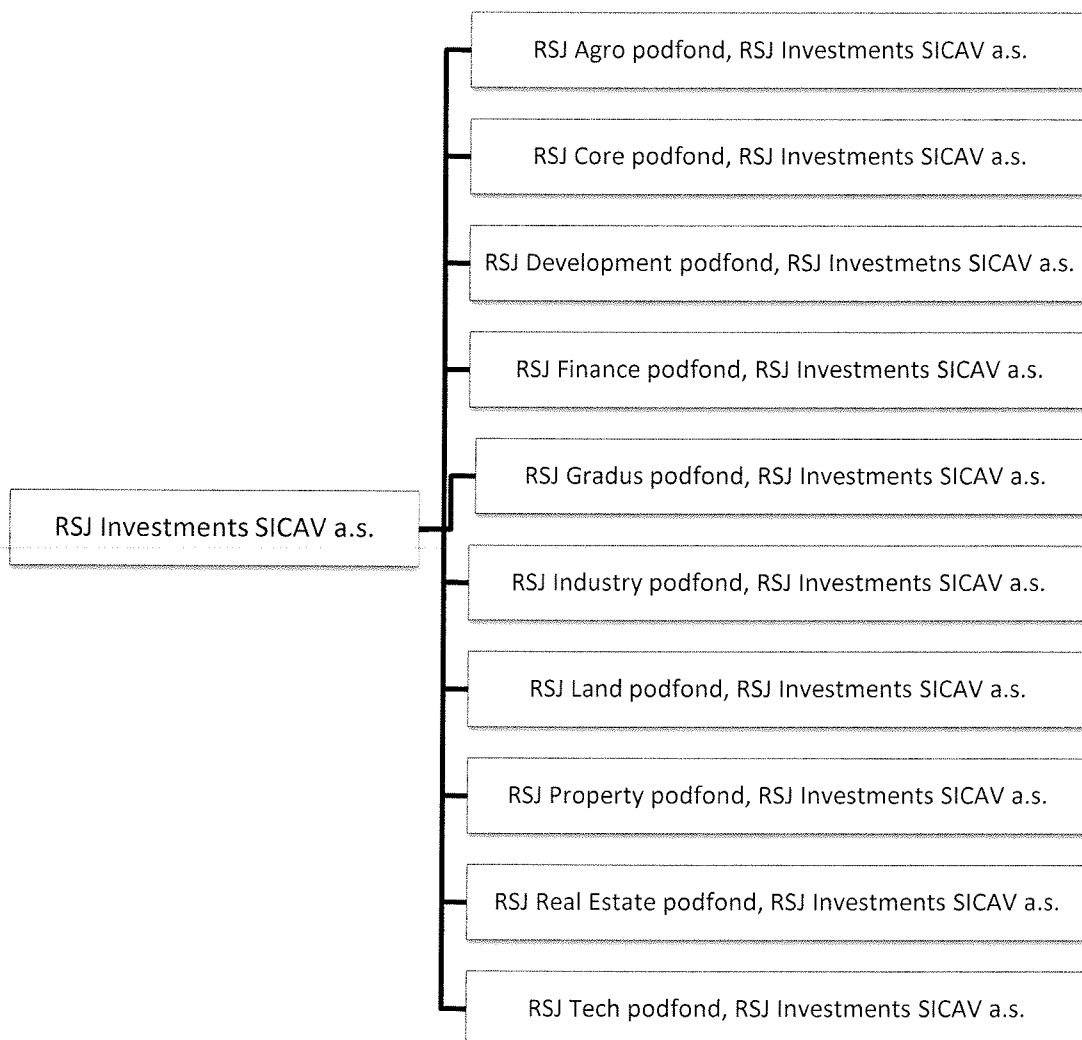 RSJ Agro podfond, RSJ Investments SICAV a.s.
RSJ Core podfond, RSJ Investments SICAV a.s.
RSJ Development podfond, RSJ Investmetns SICAV a.s.
RSJ Finance podfond, RSJ Investments SICAV a.s.
RSJ Gradus podfond, RSJ Investments SICAV a.s.
RSJ Investments SICAV a.s.
RSJ Industry podfond, RSJ Investments SICAV a.s.
RSJ Land podfond, RSJ Investments SICAV a.s.
RSJ Property podfond, RSJ Investments SICAV a.s.
RSJ Real Estate podfond, RSJ Investments SICAV a.s.
RSJ Tech podfond, RSJ Investments SICAV a.s.